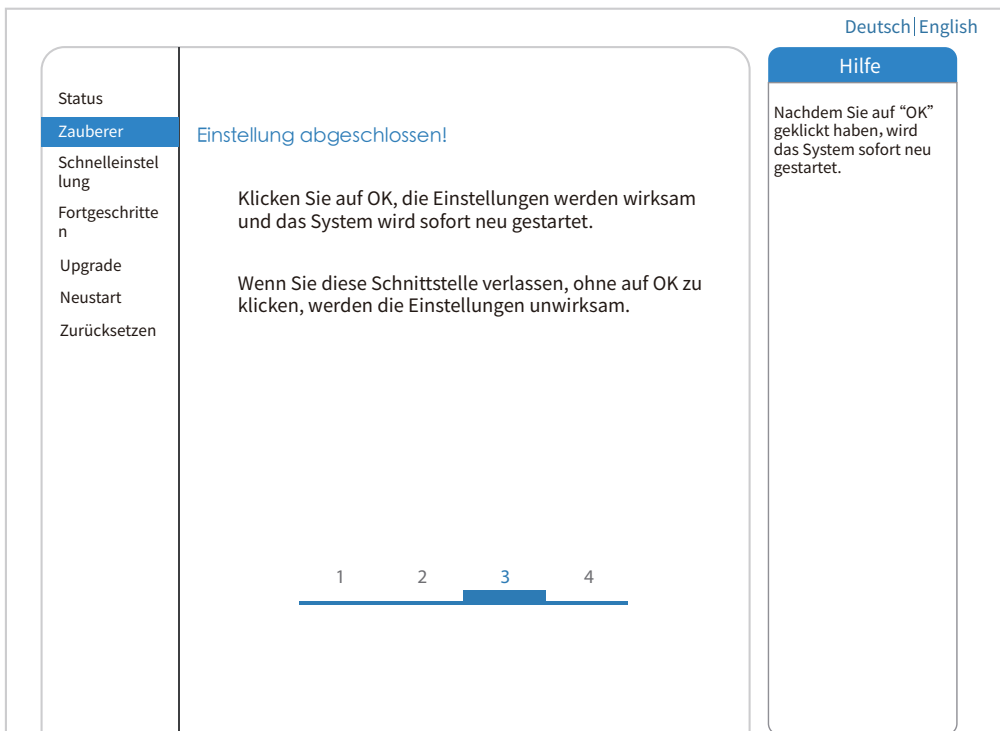 Deutsch|English
Status
Zauberer
Schnelleinstel
lung
Fortgeschritte
n
Upgrade
Neustart
Zurücksetzen
Einstellung abgeschlossen!
Klicken Sie auf OK, die Einstellungen werden wirksam
und das System wird sofort neu gestartet.
Wenn Sie diese Schnittstelle verlassen, ohne auf OK zu
klicken, werden die Einstellungen unwirksam.
1 2 3 4
Hilfe
Nachdem Sie auf “OK”
geklickt haben, wird
das System sofort neu
gestartet.